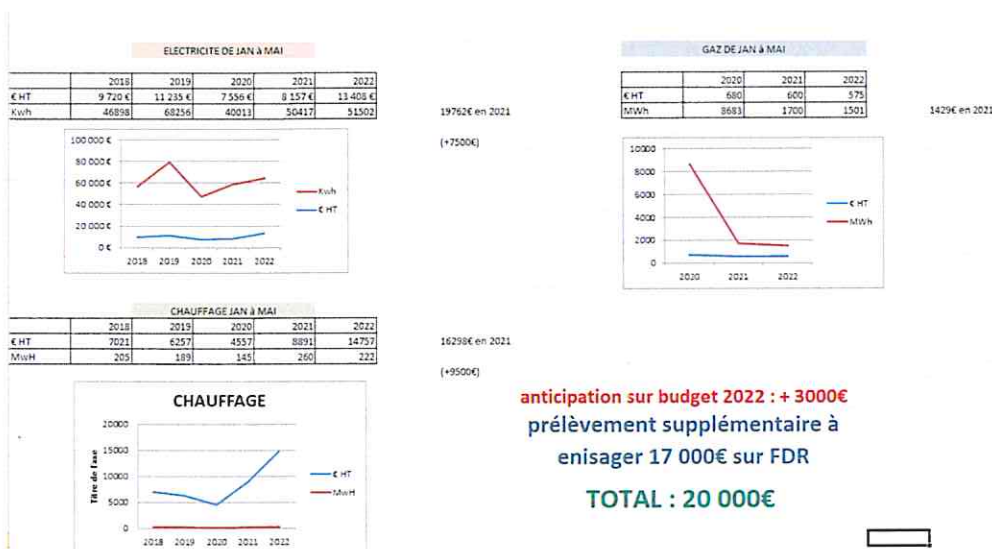 ELECTRICITE DE JAN à MAI
2018 2019 2020 2021 2022
€ HT 9 720 € 11 235 € 7 556 € 8 157 € 13 408 €
Kwh 46898 68256 40013 50417 51502
19762€ en 2021
(+7500€)
100 000 €
80 000 €
60 000 €
40 000 €
20 000 €
0 €
2018 2019 2020 2021 2022
Kwh
€ HT
GAZ DE JAN à MAI
2020 2021 2022
€ HT 680 600 575
MWh 8683 1700 1501
1429€ en 2021
10000
8000
6000
4000
2000
0
2020 2021 2022
€ HT
MWh
CHAUFFAGE JAN à MAI
2018 2019 2020 2021 2022
€ HT 7021 6257 4557 8891 14757
MwH 205 189 145 260 222
16298€ en 2021
(+9500€)
CHAUFFAGE
Titre de l'axe
20000
15000
10000
5000
0
2018 2019 2020 2021 2022
€ HT
MwH
anticipation sur budget 2022 : + 3000€
prélèvement supplémentaire à
enisager 17 000€ sur FDR
TOTAL : 20 000€